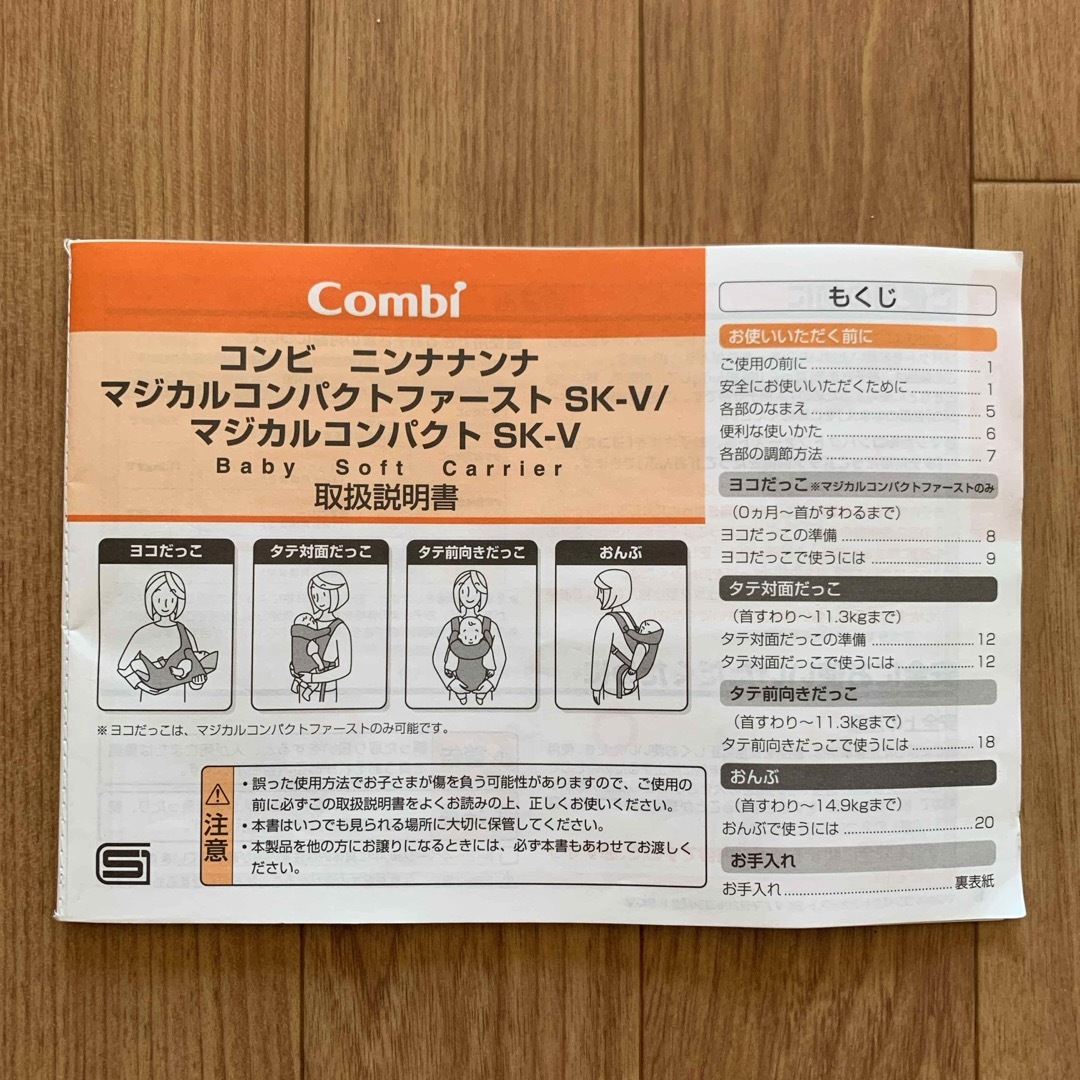 Combi
コンビ ニンナナンナ
マジカルコンパクトファースト SK-V/
マジカルコンパクト SK-V
Baby Soft Carrier
取扱説明書
ヨコだっこ
タテ対面だっこ
タテ前向きだっこ
おんぶ
※ヨコだっこは、マジカルコンパクトファーストのみ可能です。
注意
・誤った使用方法でお子さまが傷を負う可能性がありますので、ご使用の
前に必ずこの取扱説明書をよくお読みの上、正しくお使いください。
・本書はいつでも見られる場所に大切に保管してください。
・本製品を他の方にお譲りになるときには、必ず本書もあわせてお渡しく
ださい。
もくじ
お使いいただく前に
ご使用の前に 1
安全にお使いいただくために 1
各部のなまえ 5
便利な使いかた 6
各部の調節方法 7
ヨコだっこ※マジカルコンパクトファーストのみ
(0ヵ月〜首がすわるまで)
ヨコだっこの準備 8
ヨコだっこで使うには 9
タテ対面だっこ
(首すわり〜11.3kgまで)
タテ対面だっこの準備 12
タテ対面だっこで使うには 12
タテ前向きだっこ
(首すわり〜11.3kgまで)
タテ前向きだっこで使うには 18
おんぶ
(首すわり〜14.9kgまで)
おんぶで使うには 20
お手入れ
お手入れ 裏表紙